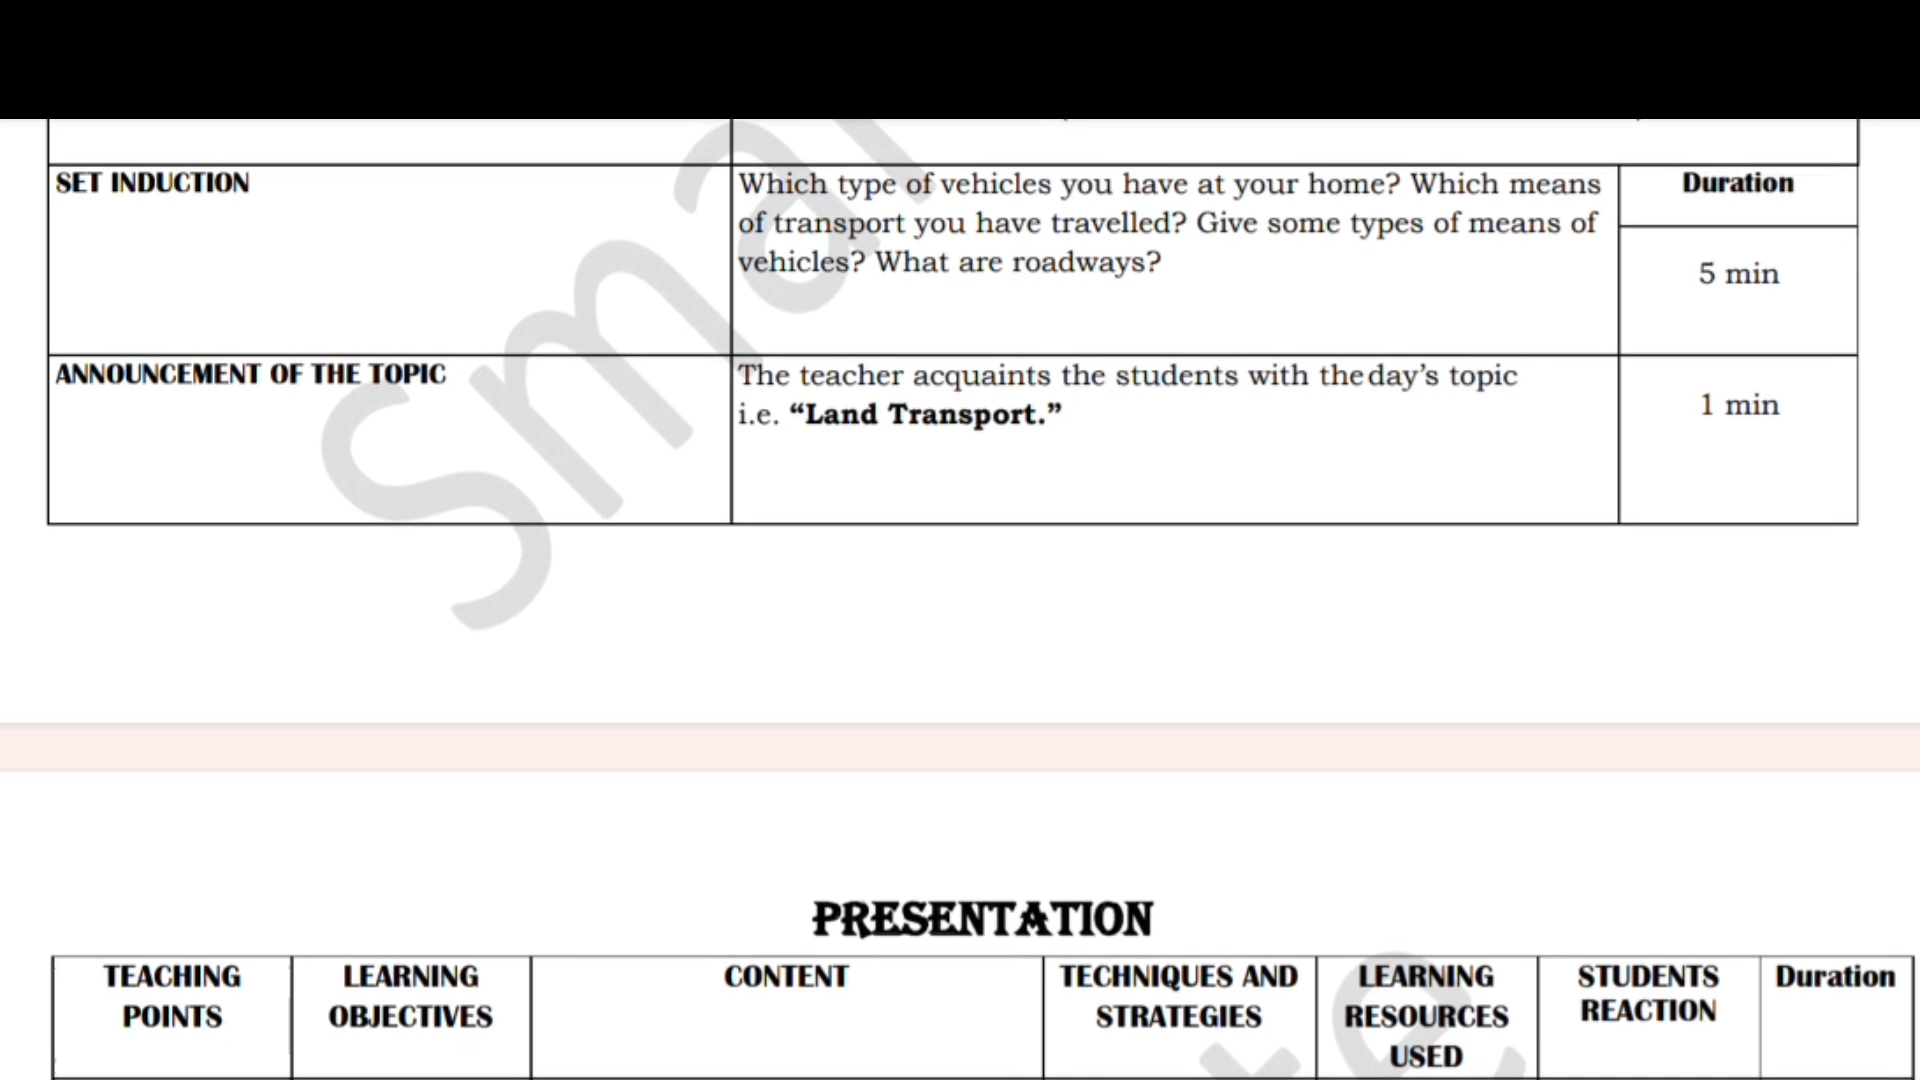 SET INDUCTION
Which type of vehicles you have at your home? Which means
of transport you have travelled? Give some types of means of
vehicles? What are roadways?
Duration
5 min
ANNOUNCEMENT OF THE TOPIC
The teacher acquaints the students with the day's topic
i.e. “Land Transport.”
1 min
Sma
PRESENTATION
TEACHING
POINTS
LEARNING
OBJECTIVES
CONTENT
TECHNIQUES AND
STRATEGIES
LEARNING
RESOURCES
USED
STUDENTS
REACTION
Duration
te